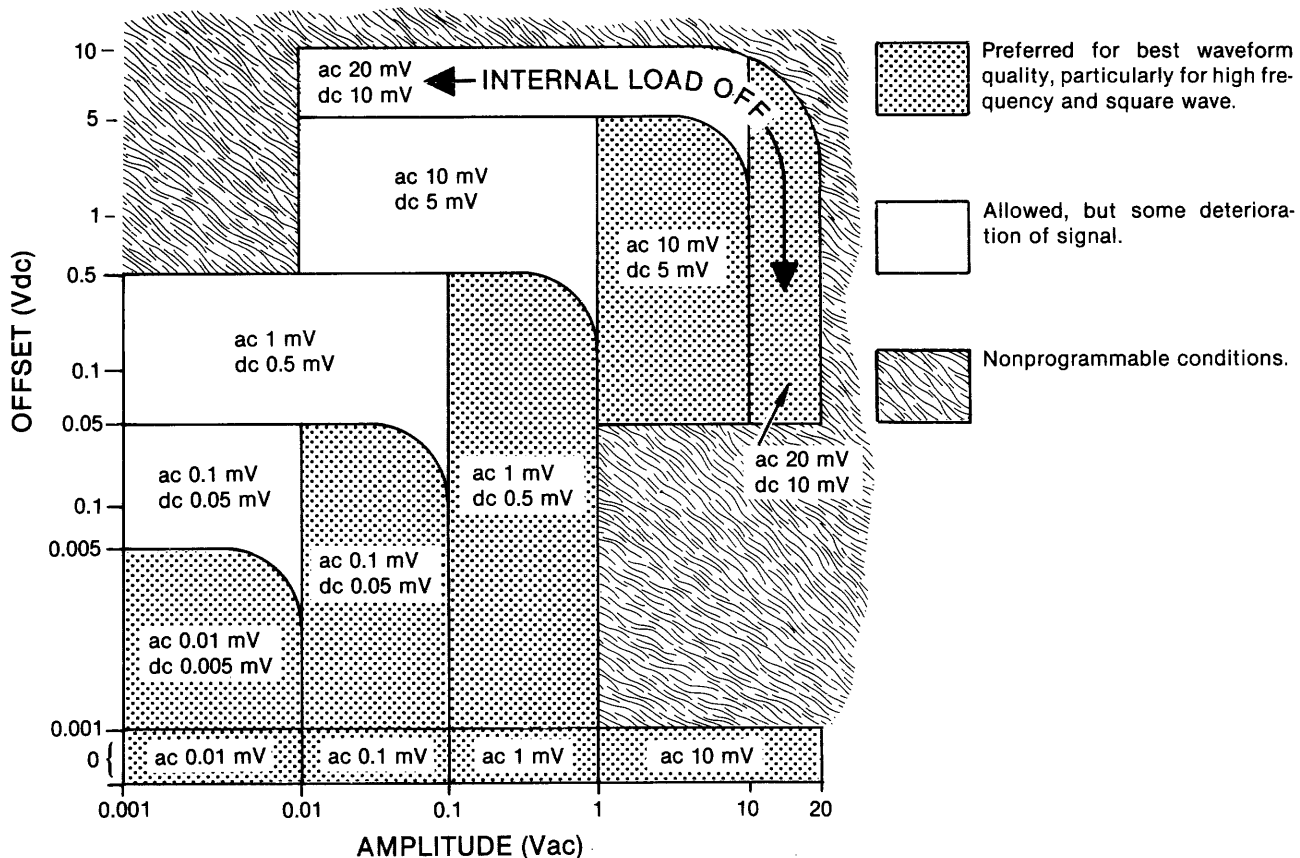 10
5
1
0.5
0.1
0.05
0.1
0.005
0.001
0 {
OFFSET (Vdc)
ac 20 mV
dc 10 mV
INTERNAL LOAD OFF
ac 10 mV
dc 5 mV
ac 10 mV
dc 5 mV
ac 1 mV
dc 0.5 mV
ac 0.1 mV
dc 0.05 mV
ac 1 mV
dc 0.5 mV
ac 20 mV
dc 10 mV
ac 0.1 mV
dc 0.05 mV
ac 0.01 mV
dc 0.005 mV
ac 0.01 mV
ac 0.1 mV
ac 1 mV
ac 10 mV
0.001
0.01
0.1
1
10
20
AMPLITUDE (Vac)
Preferred for best waveform
quality, particularly for high fre-
quency and square wave.
Allowed, but some deteriora-
tion of signal.
Nonprogrammable conditions.